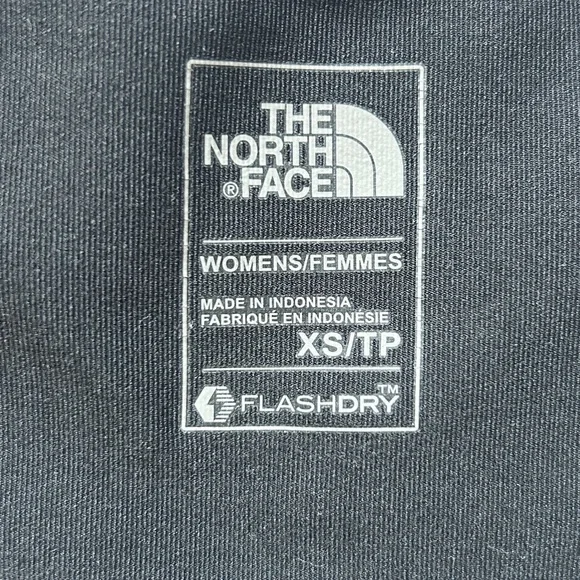 THE
NORTH
®FACE
WOMENS/FEMMES
MADE IN INDONESIA
FABRIQUÉ EN INDONÉSIE
XS/TP
FLASHDRY™